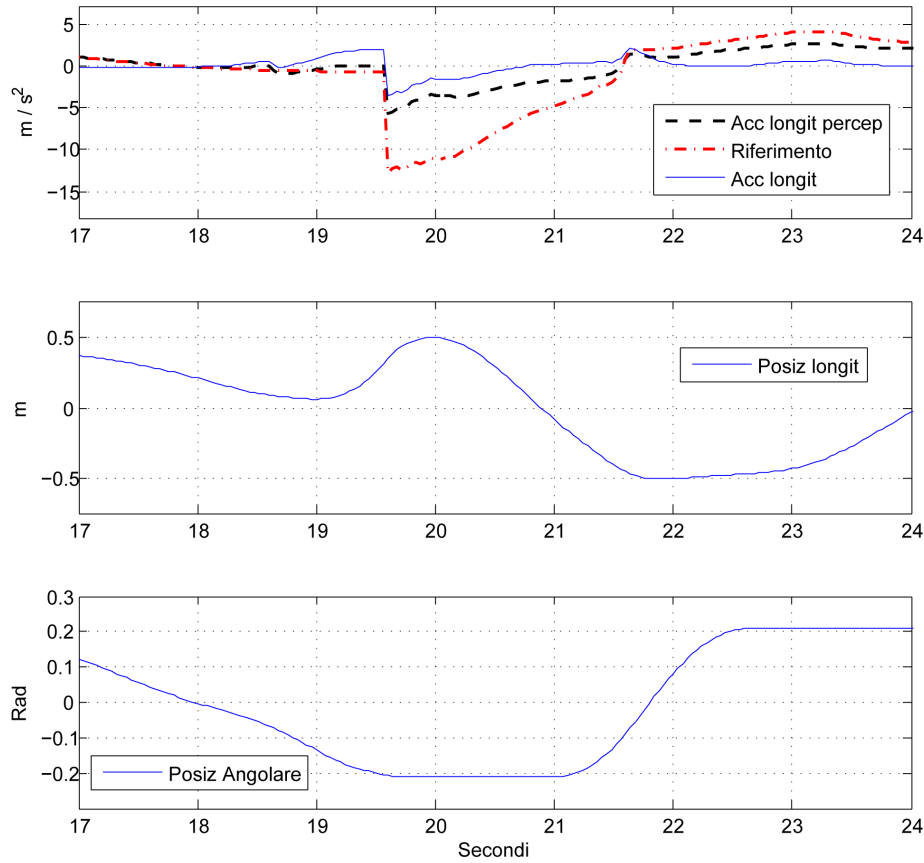 5
0
−5
−10
−15
m / s2
Acc longit percep
Riferimento
Acc longit
17 18 19 20 21 22 23 24
0.5
0
−0.5
m
Posiz longit
17 18 19 20 21 22 23 24
0.3
0.2
0.1
0
−0.1
−0.2
Rad
Posiz Angolare
17 18 19 20 21 22 23 24
Secondi